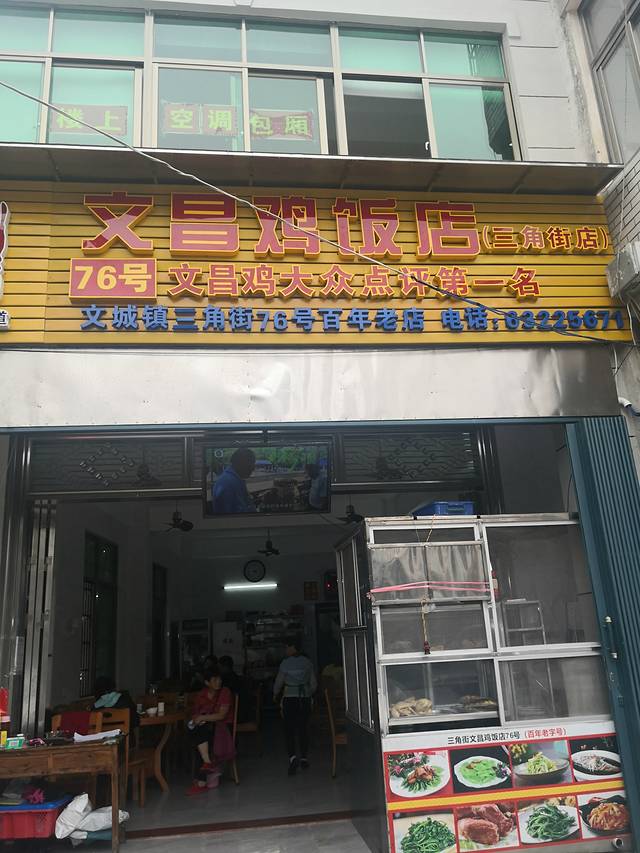 楼上 空调包厢
文昌鸡饭店(三角街店)
76号 文昌鸡大众点评第一名
道
文城镇三角街76号百年老店 电话:63225671
三角街文昌鸡饭店76号(百年老字号)